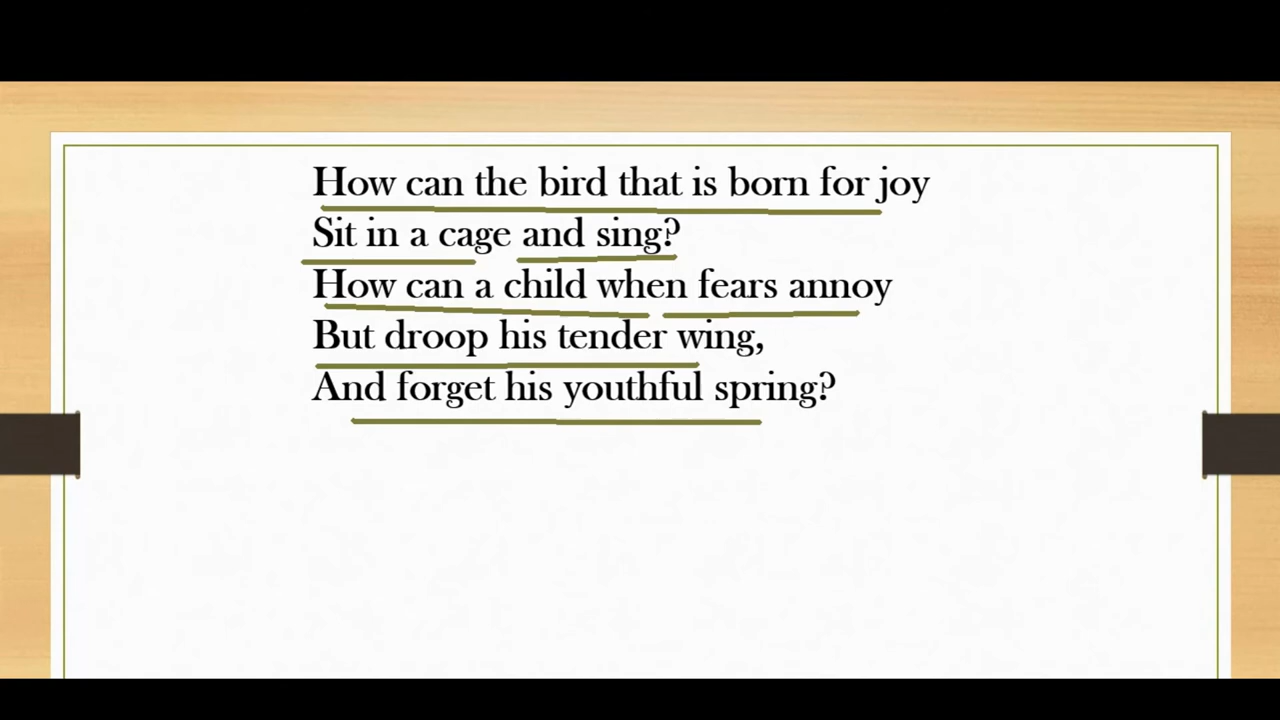 How can the bird that is born for joy
Sit in a cage and sing?
How can a child when fears annoy
But droop his tender wing,
And forget his youthful spring?